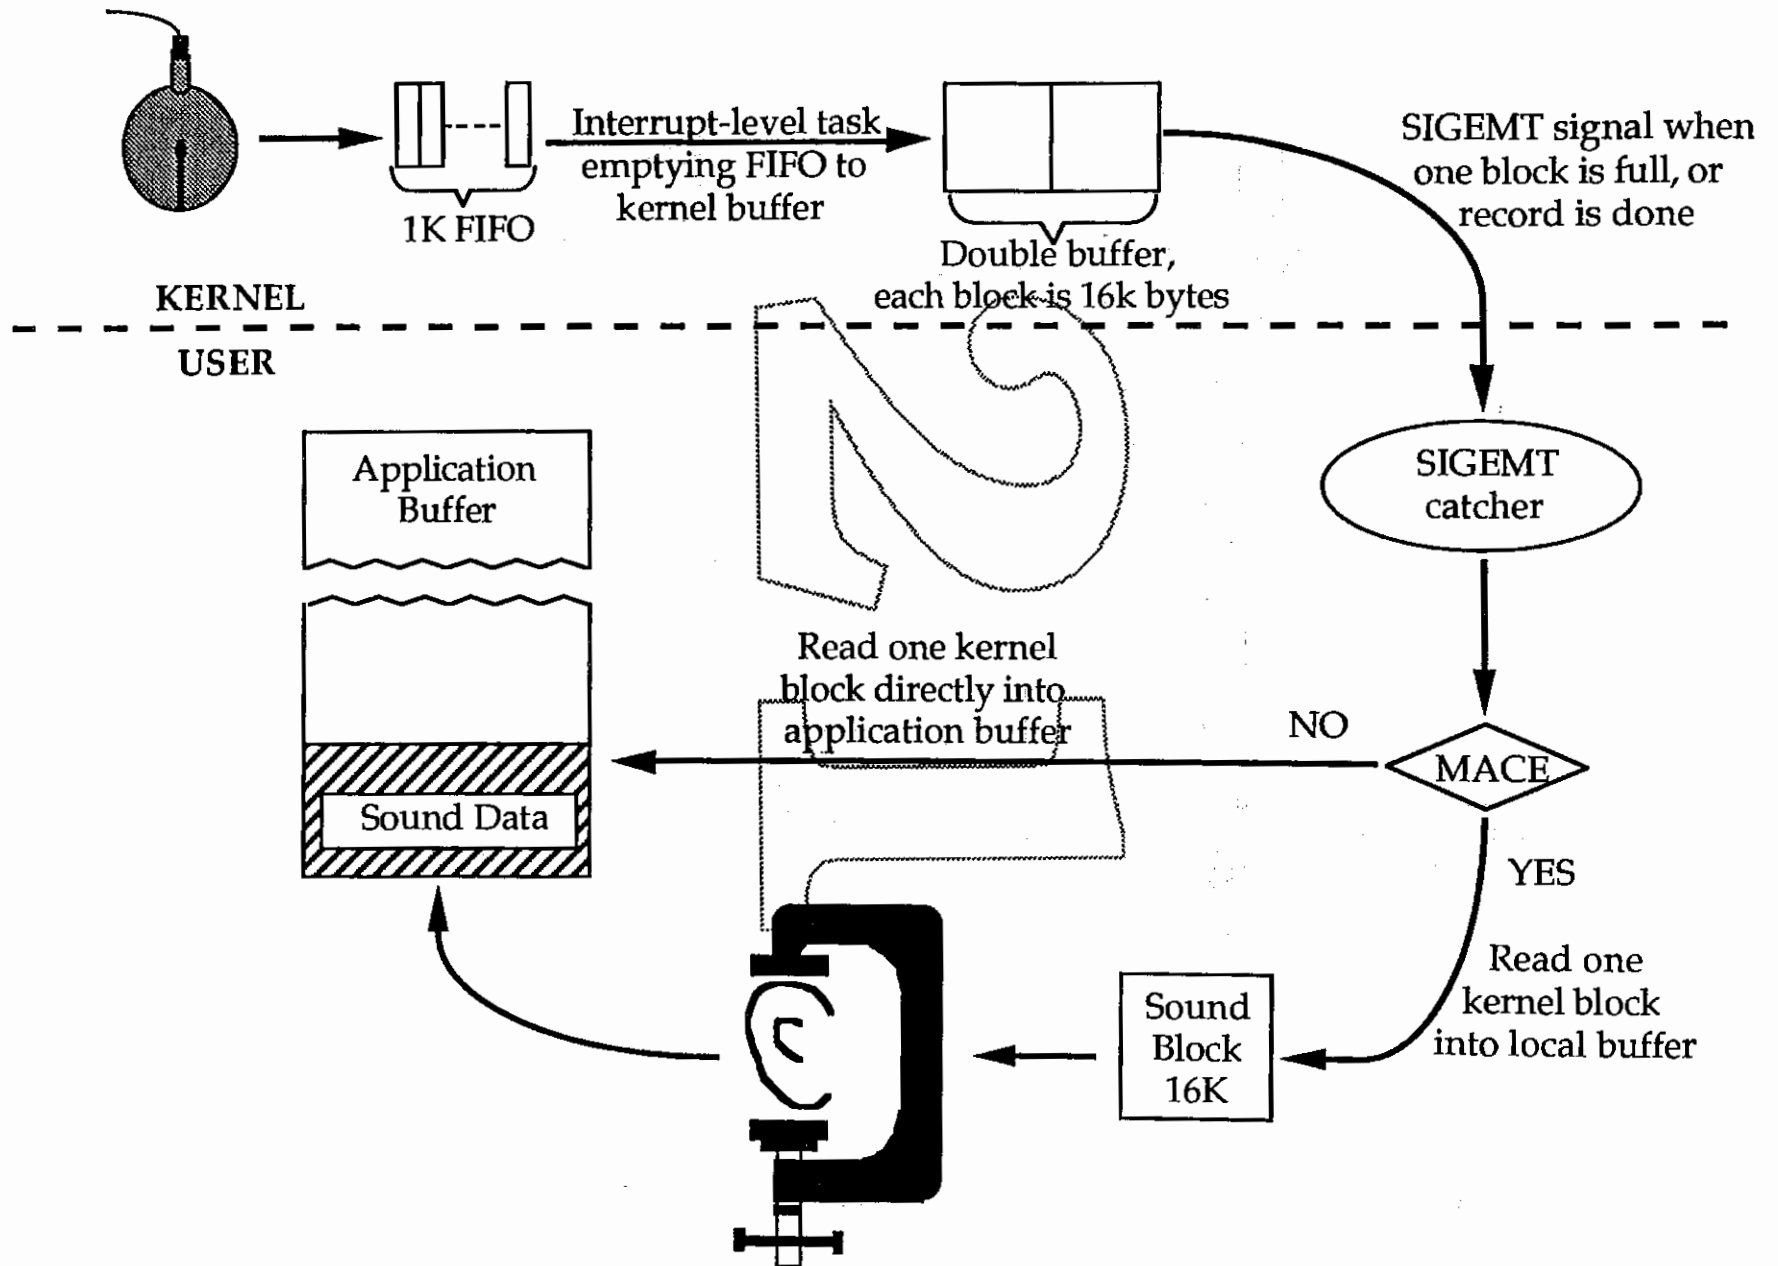 Interrupt-level task
emptying FIFO to
kernel buffer
1K FIFO
Double buffer,
each block is 16k bytes
SIGEMT signal when
one block is full, or
record is done
KERNEL
USER
Application
Buffer
SIGEMT
catcher
Read one kernel
block directly into
application buffer
NO
MACE
Sound Data
YES
Read one
kernel block
into local buffer
Sound
Block
16K